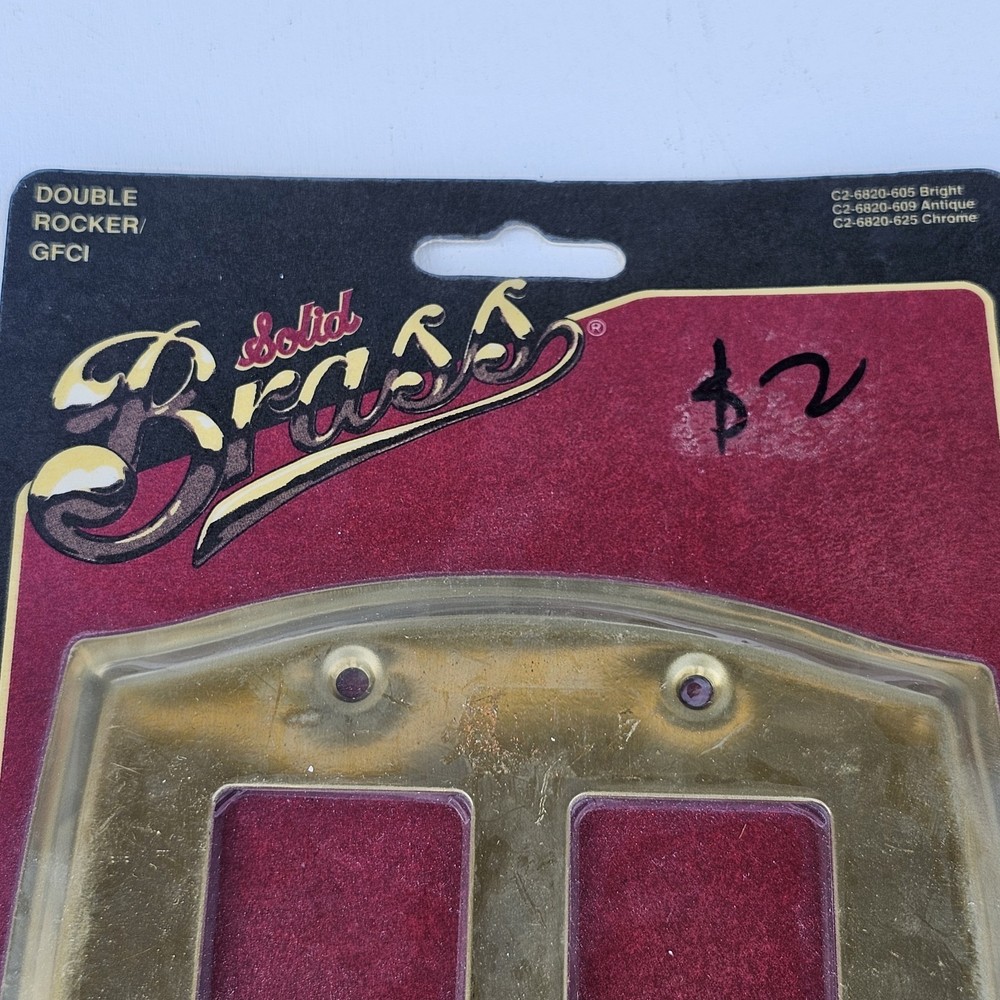 DOUBLE
ROCKER/
GFCI
C2-6820-605 Bright
C2-6820-609 Antique
C2-6820-625 Chrome
Solid
Brass®
$2